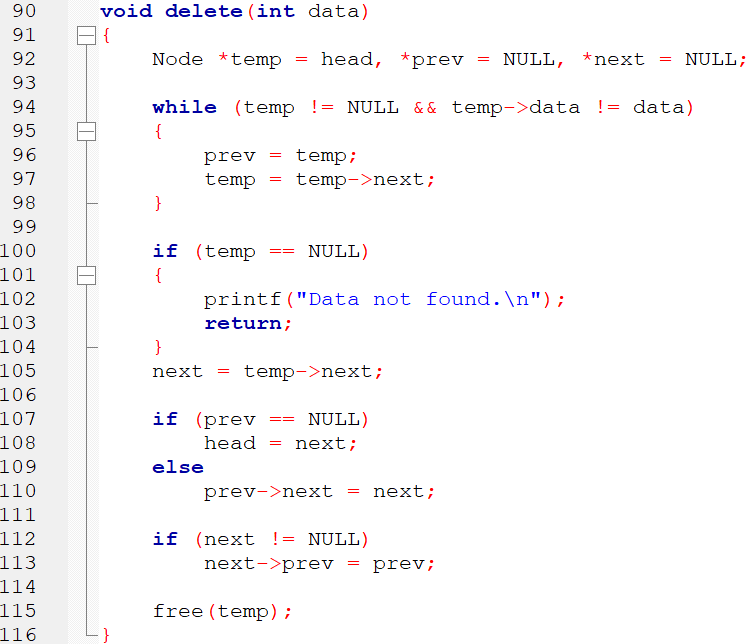 90 void delete(int data)
91 {
92 Node *temp = head, *prev = NULL, *next = NULL;
93
94 while (temp != NULL && temp->data != data)
95 {
96 prev = temp;
97 temp = temp->next;
98 }
99
100 if (temp == NULL)
101 {
102 printf("Data not found.\n");
103 return;
104 }
105 next = temp->next;
106
107 if (prev == NULL)
108 head = next;
109 else
110 prev->next = next;
111
112 if (next != NULL)
113 next->prev = prev;
114
115 free(temp);
116 }